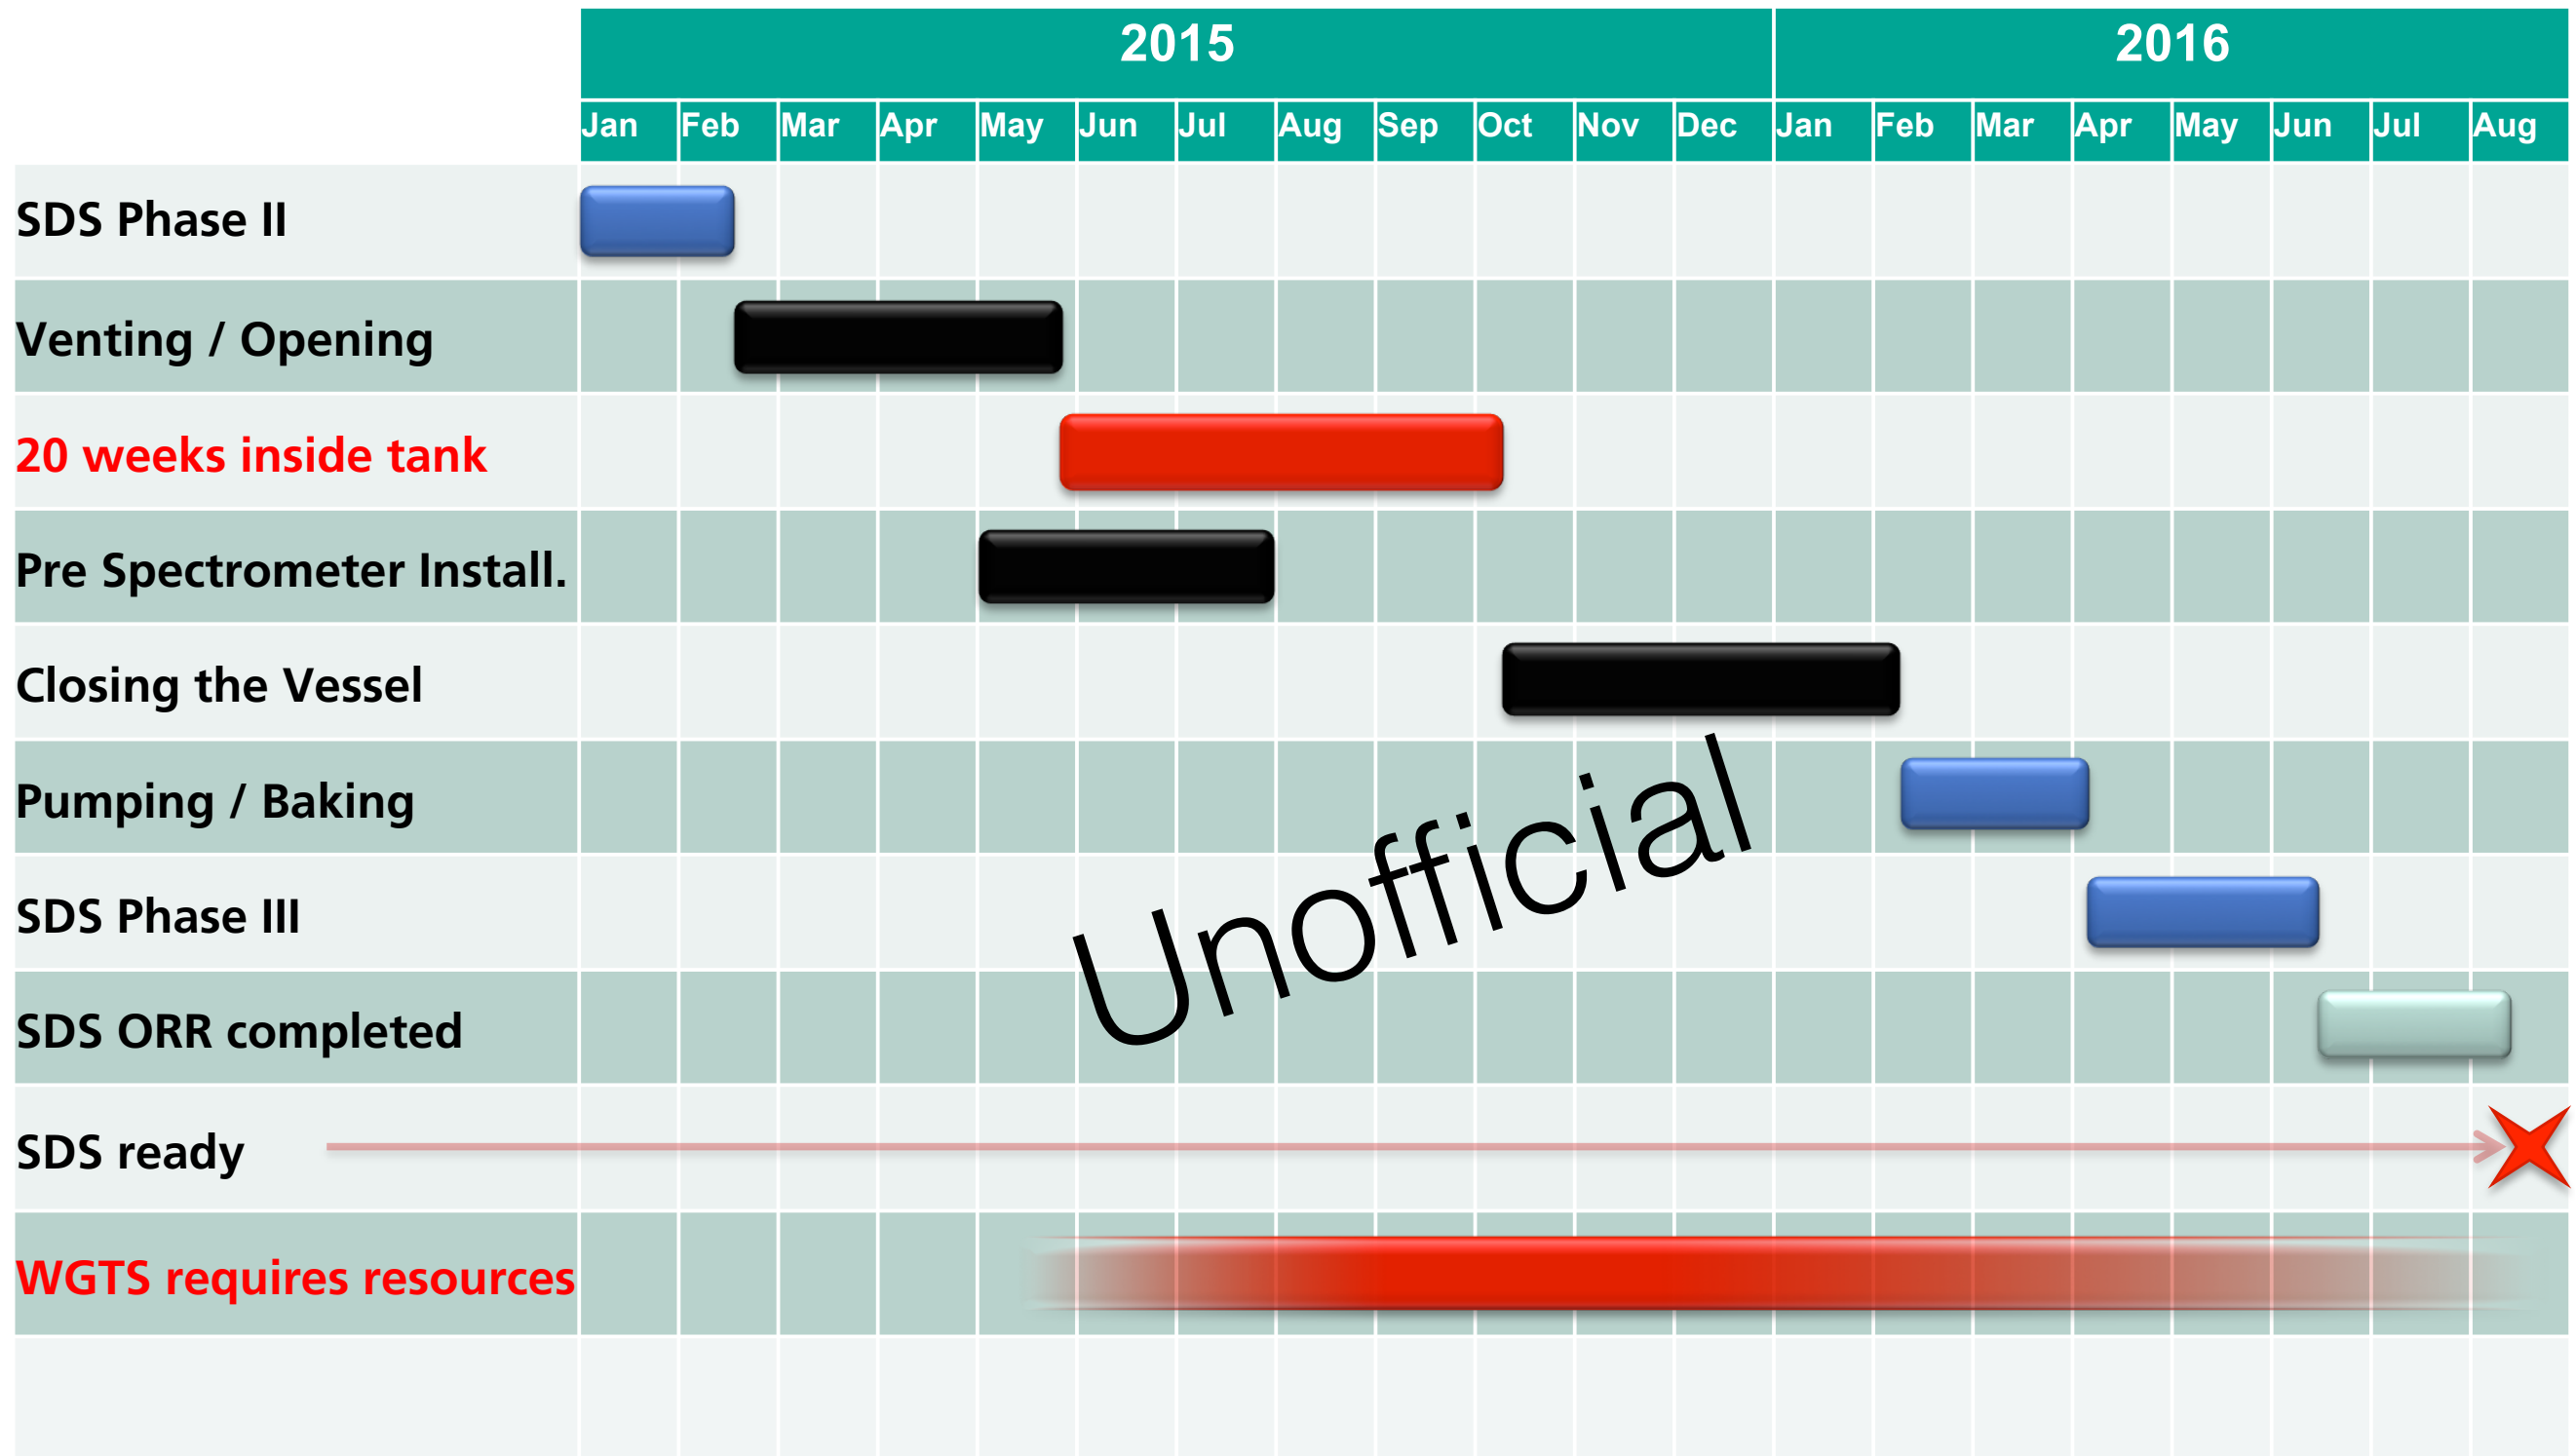 2015 2016
Jan Feb Mar Apr May Jun Jul Aug Sep Oct Nov Dec Jan Feb Mar Apr May Jun Jul Aug
SDS Phase II
Venting / Opening
20 weeks inside tank
Pre Spectrometer Install.
Closing the Vessel
Pumping / Baking
SDS Phase III
Unofficial
SDS ORR completed
SDS ready
WGTS requires resources